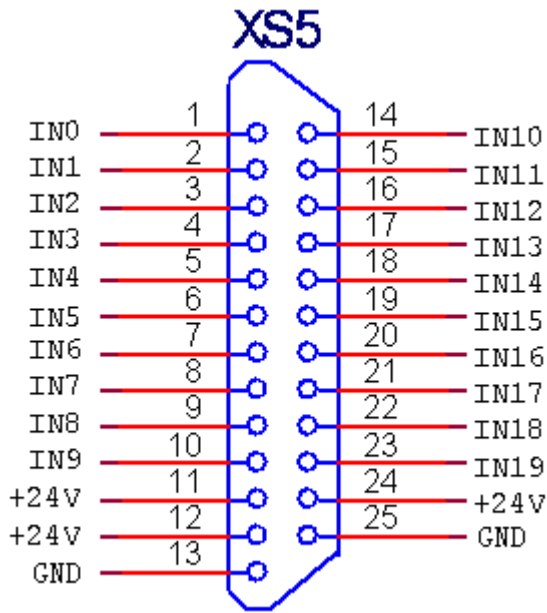 XS5
IN0 1 14 IN10
IN1 2 15 IN11
IN2 3 16 IN12
IN3 4 17 IN13
IN4 5 18 IN14
IN5 6 19 IN15
IN6 7 20 IN16
IN7 8 21 IN17
IN8 9 22 IN18
IN9 10 23 IN19
+24V 11 24 +24V
+24V 12 25 GND
GND 13